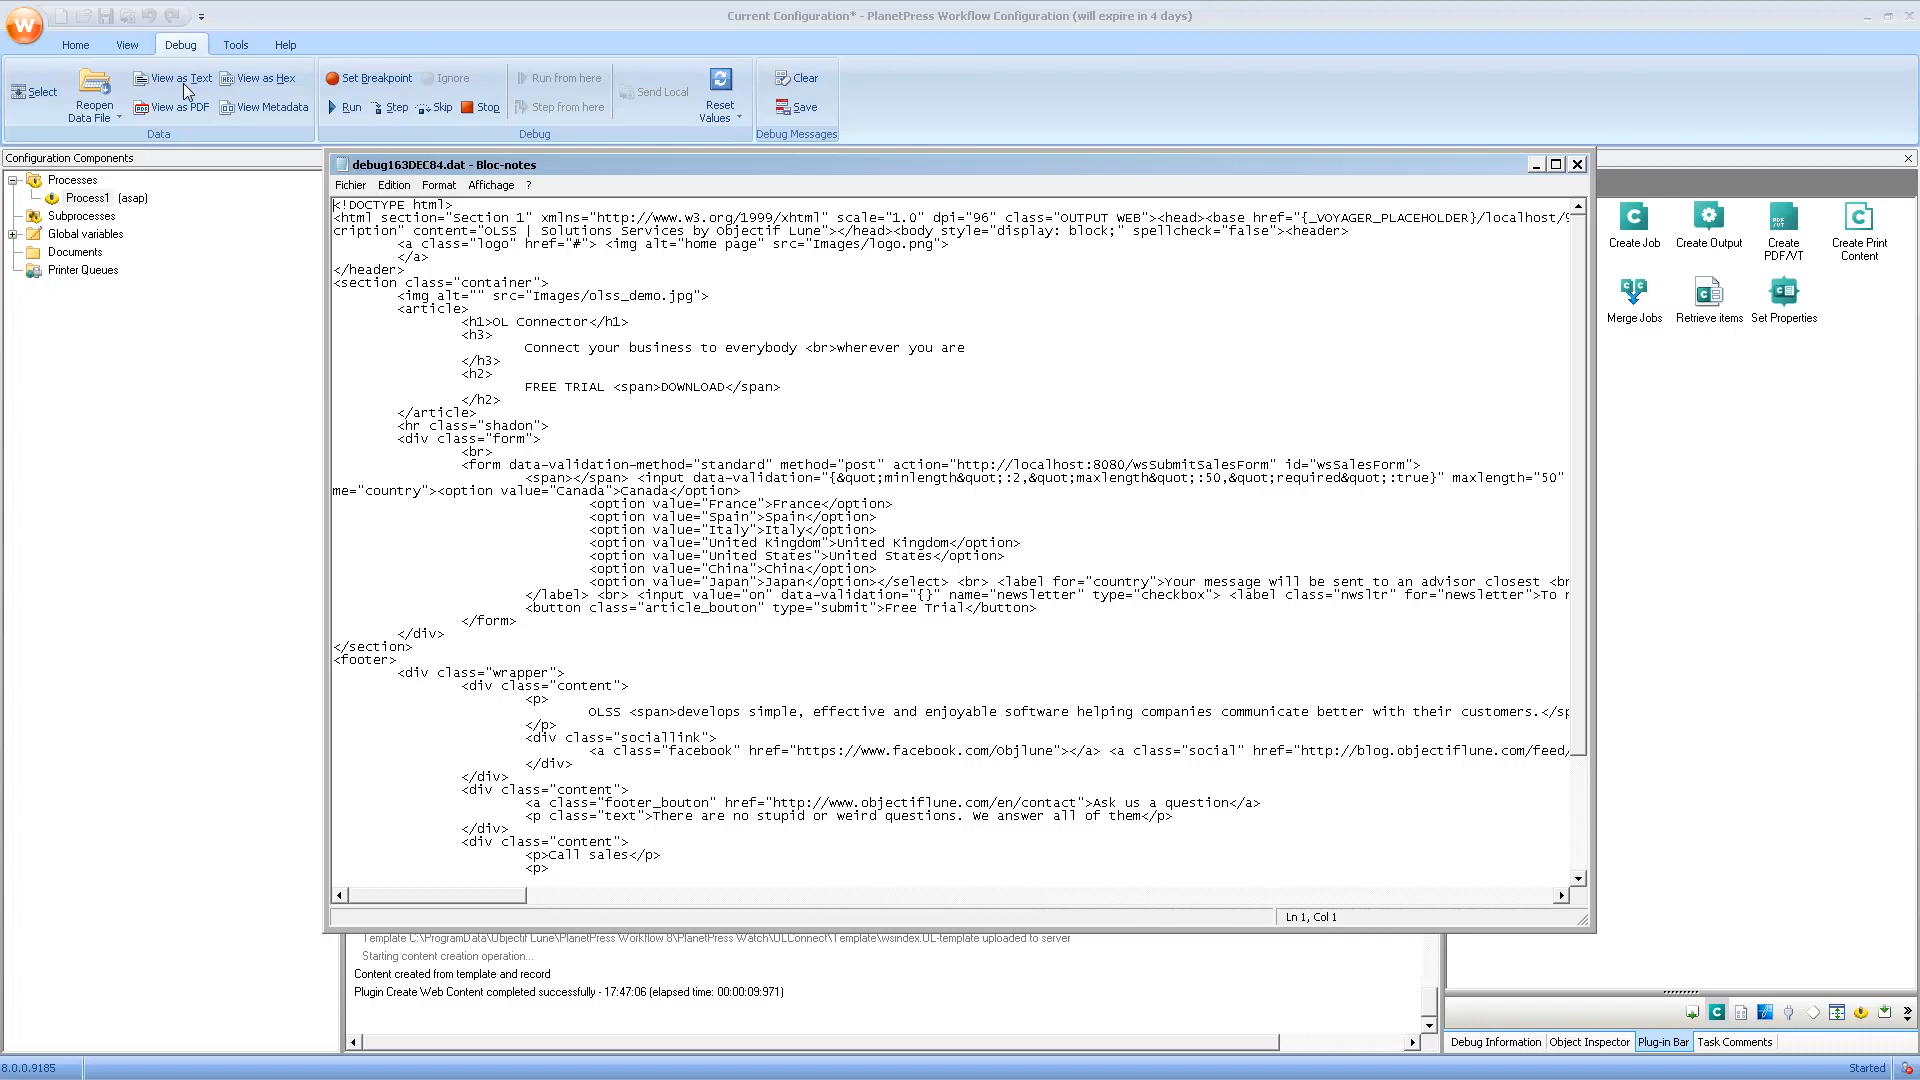 Current Configuration* - PlanetPress Workflow Configuration (will expire in 4 days)
W
Home View Debug Tools Help
Select
Reopen Data File
View as Text
View as Hex
View as PDF
View Metadata
Data
Set Breakpoint
Ignore
Run Step Skip Stop
Run from here
Step from here
Send Local
Reset Values
Debug
Clear
Save
Debug Messages
Configuration Components
Processes
Process1 (asap)
Subprocesses
Global variables
Documents
Printer Queues
debug163DEC84.dat - Bloc-notes
Fichier Edition Format Affichage ?
<!DOCTYPE html>
<html section="Section 1" xmlns="http://www.w3.org/1999/xhtml" scale="1.0" dpi="96" class="OUTPUT WEB"><head><base href="{_VOYAGER_PLACEHOLDER}/localhost/9
cription" content="OLSS | Solutions Services by Objectif Lune"></head><body style="display: block;" spellcheck="false"><header>
<a class="logo" href="#"> <img alt="home page" src="Images/logo.png">
</a>
</header>
<section class="container">
<img alt="" src="Images/olss_demo.jpg">
<article>
<h1>OL Connector</h1>
<h3>
Connect your business to everybody <br>wherever you are
</h3>
<h2>
FREE TRIAL <span>DOWNLOAD</span>
</h2>
</article>
<hr class="shadon">
<div class="form">
<br>
<form data-validation-method="standard" method="post" action="http://localhost:8080/wsSubmitSalesForm" id="wsSalesForm">
<span></span> <input data-validation="{&quot;minlength&quot;:2,&quot;maxlength&quot;:50,&quot;required&quot;:true}" maxlength="50"
me="country"><option value="Canada">Canada</option>
<option value="France">France</option>
<option value="Spain">Spain</option>
<option value="Italy">Italy</option>
<option value="United Kingdom">United Kingdom</option>
<option value="United States">United States</option>
<option value="China">China</option>
<option value="Japan">Japan</option></select> <br> <label for="country">Your message will be sent to an advisor closest <br
</label> <br> <input value="on" data-validation="{}" name="newsletter" type="checkbox"> <label class="nwsltr" for="newsletter">To r
<button class="article_bouton" type="submit">Free Trial</button>
</form>
</div>
</section>
<footer>
<div class="wrapper">
<div class="content">
<p>
OLSS <span>develops simple, effective and enjoyable software helping companies communicate better with their customers.</sp
</p>
<div class="sociallink">
<a class="facebook" href="https://www.facebook.com/Objlune"></a> <a class="social" href="http://blog.objectiflune.com/feed/
</div>
</div>
<div class="content">
<a class="footer_bouton" href="http://www.objectiflune.com/en/contact">Ask us a question</a>
<p class="text">There are no stupid or weird questions. We answer all of them</p>
</div>
<div class="content">
<p>Call sales</p>
<p>
Ln 1, Col 1
Create Job
Create Output
Create PDF/VT
Create Print Content
Merge Jobs
Retrieve items
Set Properties
Template C:\ProgramData\Objectif Lune\PlanetPress Workflow 8\PlanetPress Watch\OLConnect\Template\wsindex.OL-template uploaded to server
Starting content creation operation...
Content created from template and record
Plugin Create Web Content completed successfully - 17:47:06 (elapsed time: 00:00:09:971)
Debug Information Object Inspector Plug-in Bar Task Comments
8.0.0.9185
Started